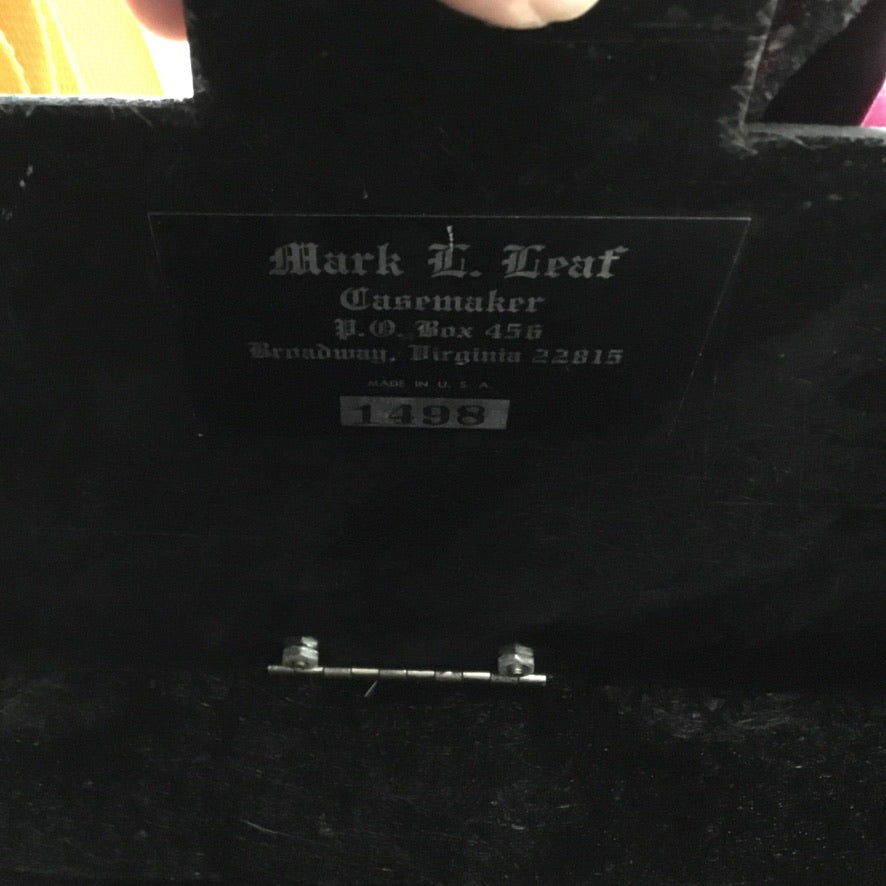 Mark L. Leaf
Casemaker
P.O. Box 456
Broadway, Virginia 22815
MADE IN U. S. A.
1498